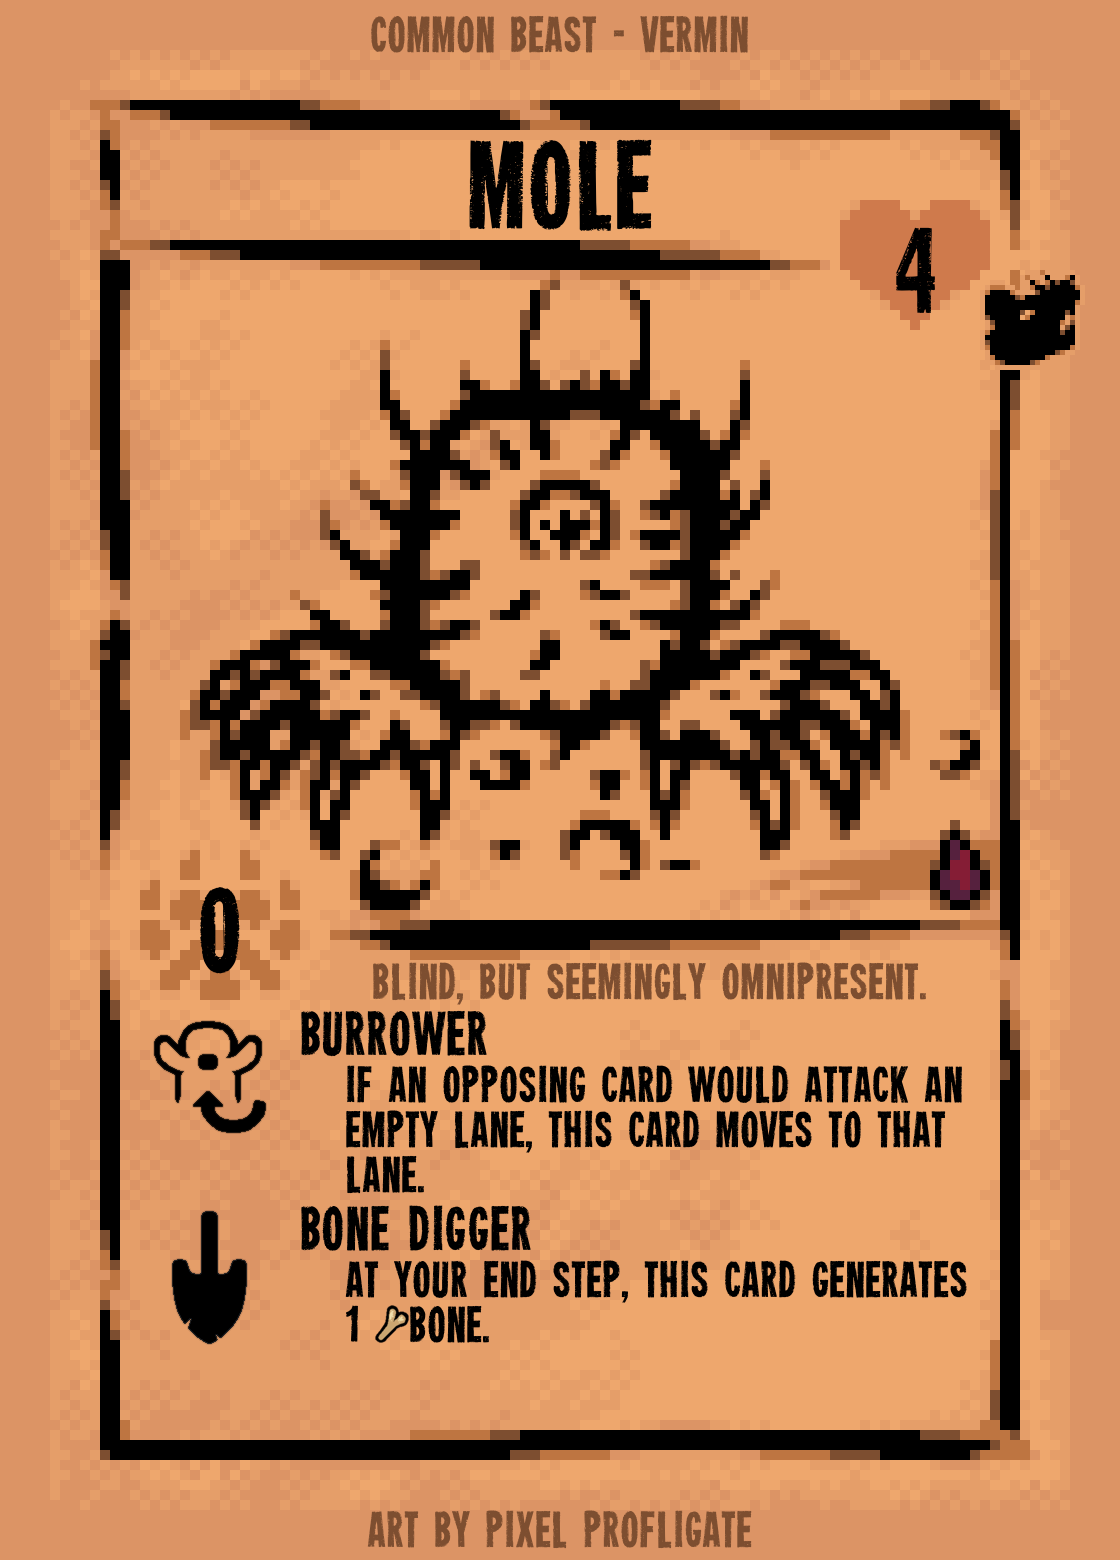 COMMON BEAST - VERMIN
MOLE
4
0
BLIND, BUT SEEMINGLY OMNIPRESENT.
BURROWER
IF AN OPPOSING CARD WOULD ATTACK AN
EMPTY LANE, THIS CARD MOVES TO THAT
LANE.
BONE DIGGER
AT YOUR END STEP, THIS CARD GENERATES
1 BONE.
ART BY PIXEL PROFLIGATE